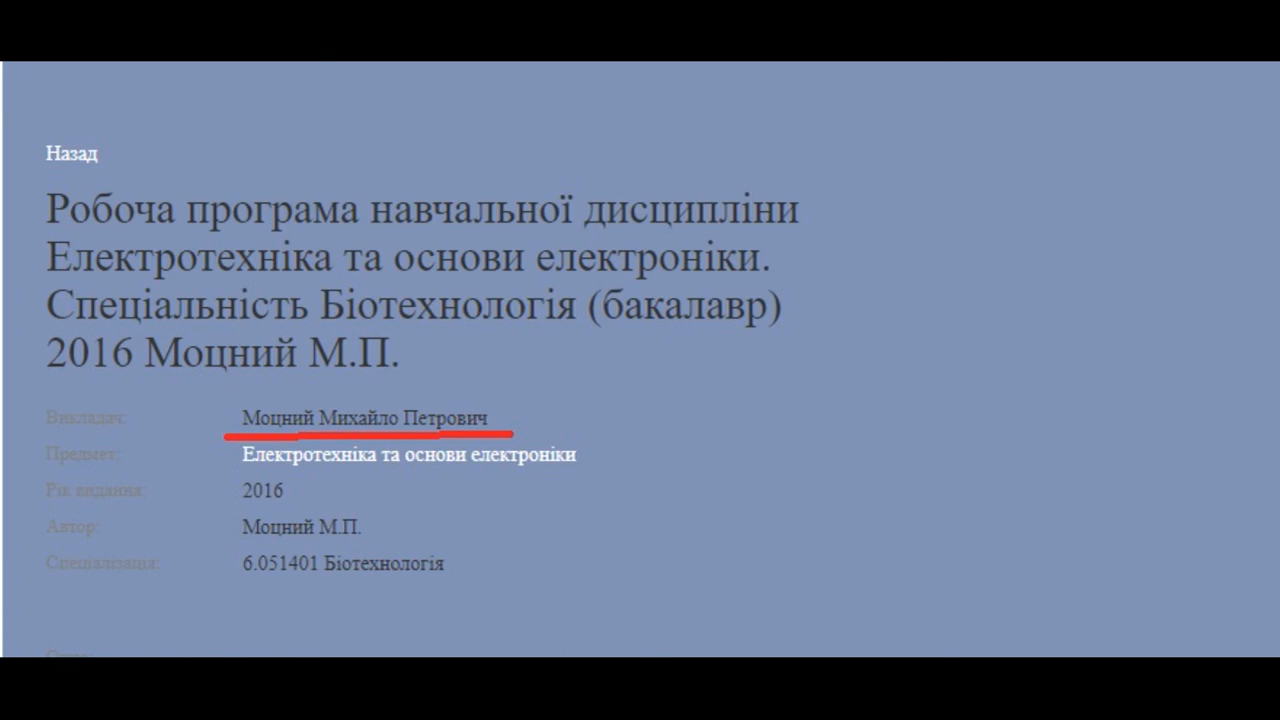 Назад
Робоча програма навчальної дисципліни
Електротехніка та основи електроніки.
Спеціальність Біотехнологія (бакалавр)
2016 Моцний М.П.
Викладач: Моцний Михайло Петрович
Предмет: Електротехніка та основи електроніки
Рік видання: 2016
Автор: Моцний М.П.
Спеціалізація: 6.051401 Біотехнологія